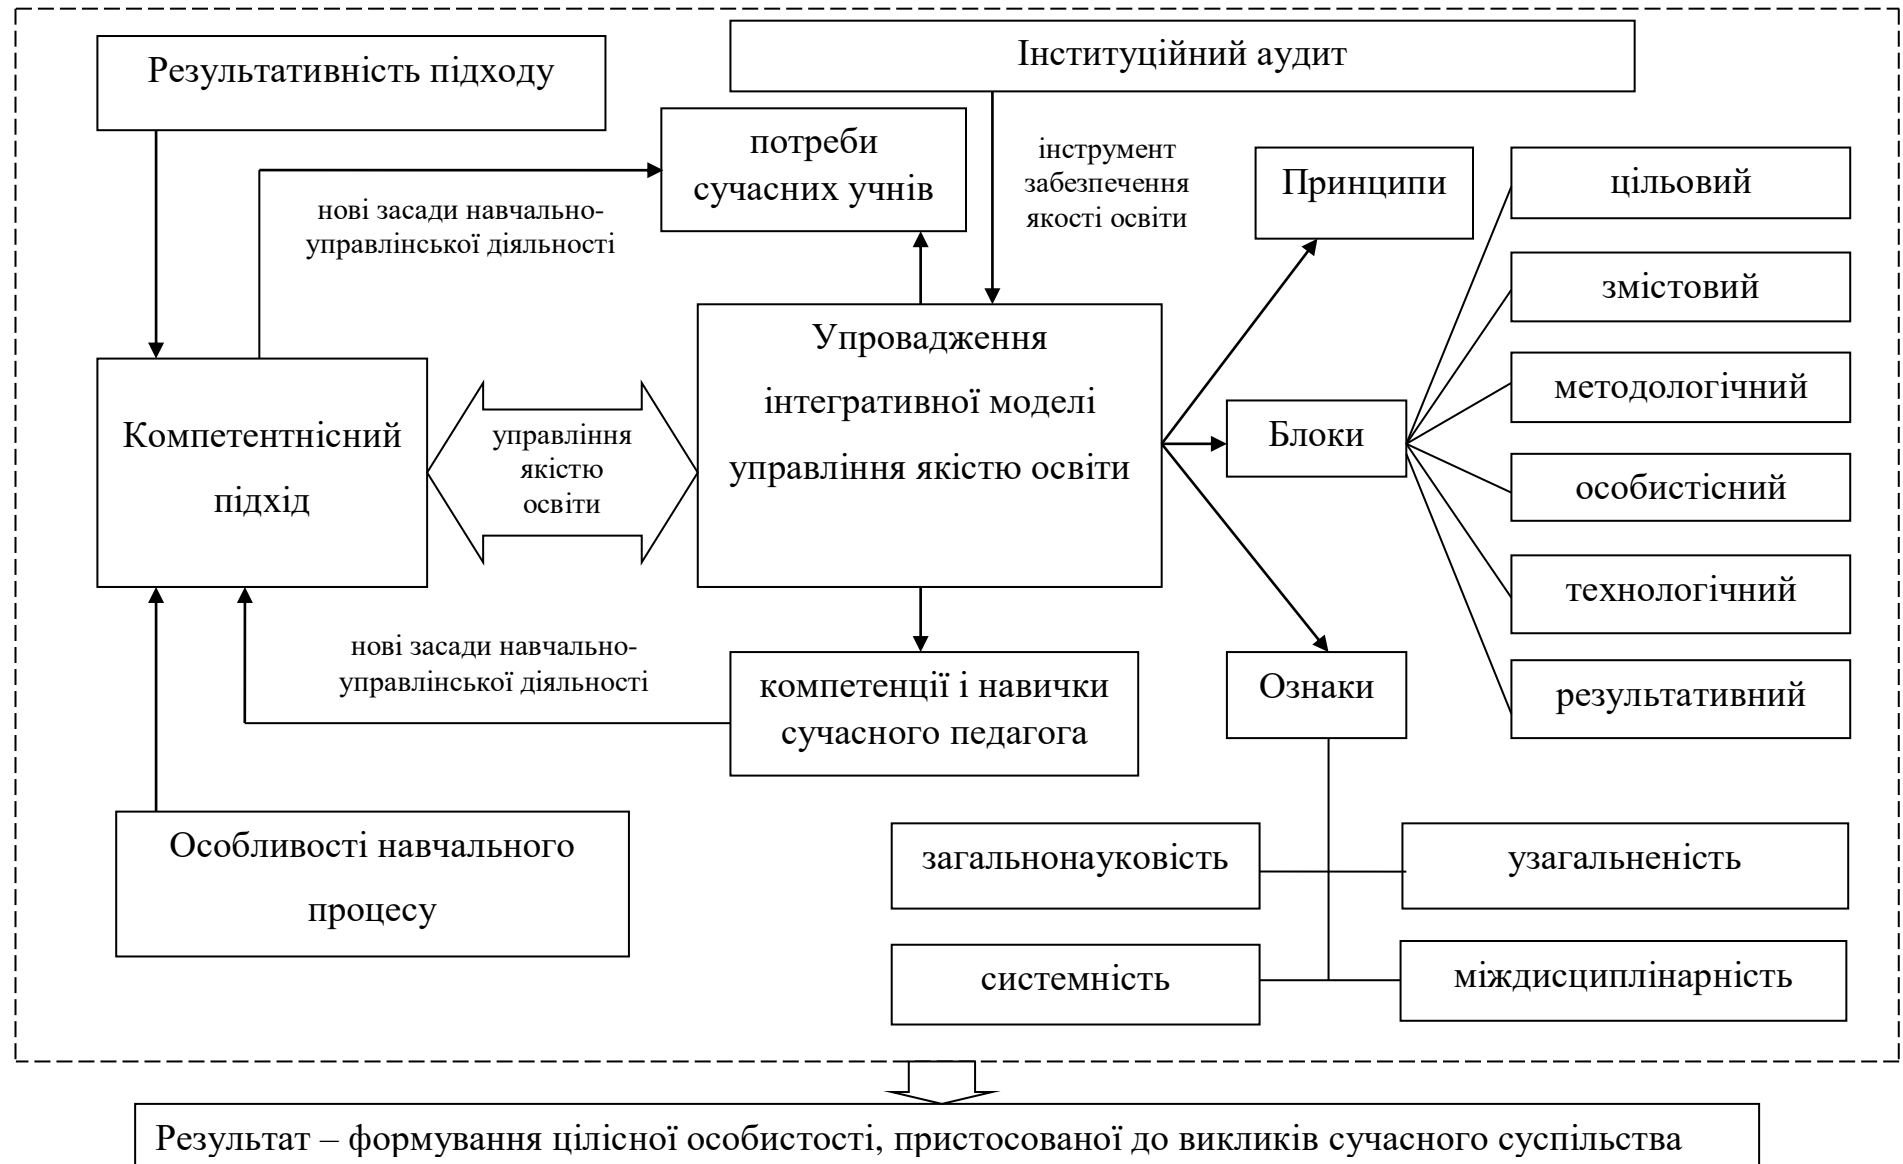 Результативність підходу
Інституційний аудит
потреби
сучасних учнів
інструмент
забезпечення
якості освіти
Принципи
цільовий
нові засади навчально-
управлінської діяльності
змістовий
Упровадження
інтегративної моделі
управління якістю освіти
методологічний
Компетентнісний
підхід
управління
якістю
освіти
Блоки
особистісний
технологічний
нові засади навчально-
управлінської діяльності
компетенції і навички
сучасного педагога
Ознаки
результативний
Особливості навчального
процесу
загальнонауковість
узагальненість
системність
міждисциплінарність
Результат – формування цілісної особистості, пристосованої до викликів сучасного суспільства